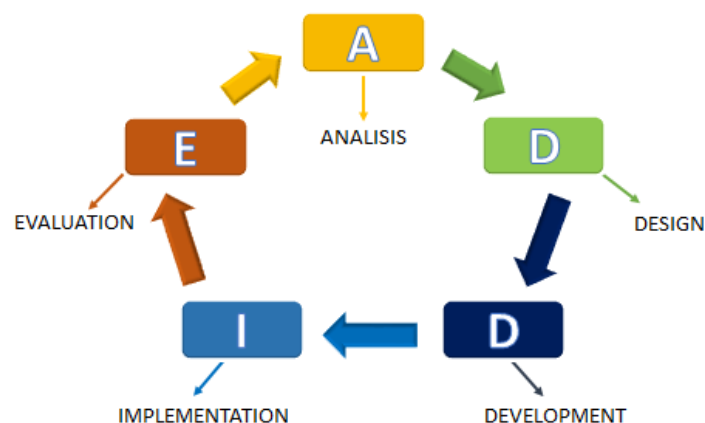 A
ANALISIS
D
DESIGN
D
DEVELOPMENT
I
IMPLEMENTATION
E
EVALUATION